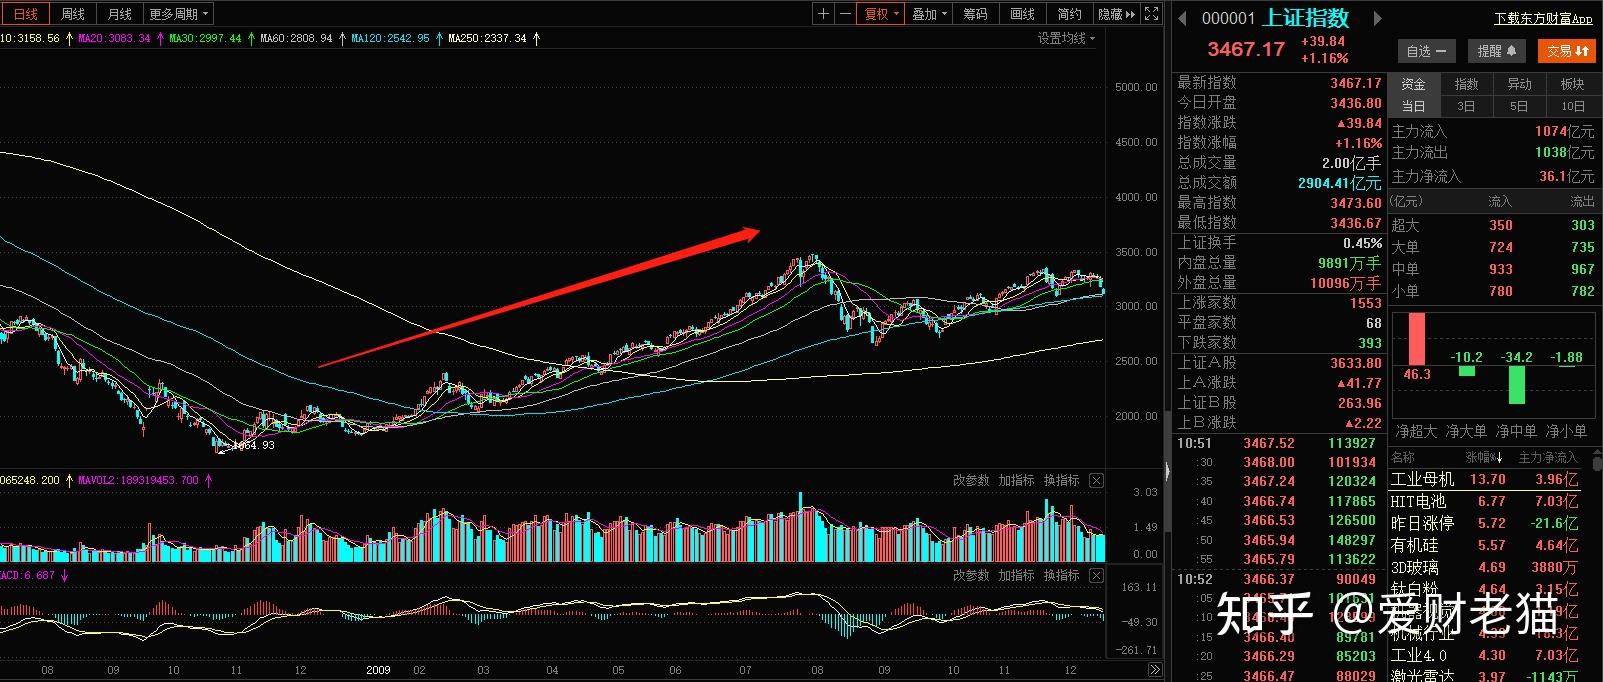 日线 周线 月线 更多周期 复权 叠加 筹码 画线 简约 隐藏
10:3158.56 MA20:3083.34 MA30:2997.44 MA60:2808.94 MA120:2542.95 MA250:2337.34 设置均线
5000.00
4500.00
4000.00
3500.00
3000.00
2500.00
2000.00
1664.93
065248.200 MAVOL2:189319453.700 改参数 加指标 换指标
3.03
1.49
0.00
ACD:6.687 改参数 加指标 换指标
163.11
-49.30
-261.71
08 09 10 11 12 2009 02 03 04 05 06 07 08 09 10 11 12
000001 上证指数 下载东方财富App
3467.17 +39.84 +1.16% 自选 提醒 交易
最新指数 3467.17
今日开盘 3436.80
指数涨跌 ▲39.84
指数涨幅 +1.16%
总成交量 2.00亿手
总成交额 2904.41亿元
最高指数 3473.60
最低指数 3436.67
上证换手 0.45%
内盘总量 9891万手
外盘总量 10096万手
上涨家数 1553
平盘家数 68
下跌家数 393
上证A股 3633.80
上A涨跌 ▲41.77
上证B股 263.96
上B涨跌 ▲2.22
10:51 3467.52 113927
:30 3468.00 101934
:35 3467.24 120324
:40 3466.74 117865
:45 3466.53 126500
:50 3465.94 148297
:55 3465.79 113622
10:52 3466.37 90049
:05
:10
:15 3466.40 85781
:20 3466.29 85203
:25 3466.47 88029
资金 指数 异动 板块
当日 3日 5日 10日
主力流入 1074亿元
主力流出 1038亿元
主力净流入 36.1亿元
(亿元) 流入 流出
超大 350 303
大单 724 735
中单 933 967
小单 780 782
46.3 -10.2 -34.2 -1.88
净超大 净大单 净中单 净小单
名称 涨幅%↓ 主力净流入
工业母机 13.70 3.96亿
HIT电池 6.77 7.03亿
昨日涨停 5.72 -21.6亿
有机硅 5.57 4.64亿
3D玻璃 4.69 3880万
钛白粉 4.64 3.15亿
机械行业
工业4.0 4.30 7.03亿
激光雷达 3.97 -1143万
知乎 @爱财老猫